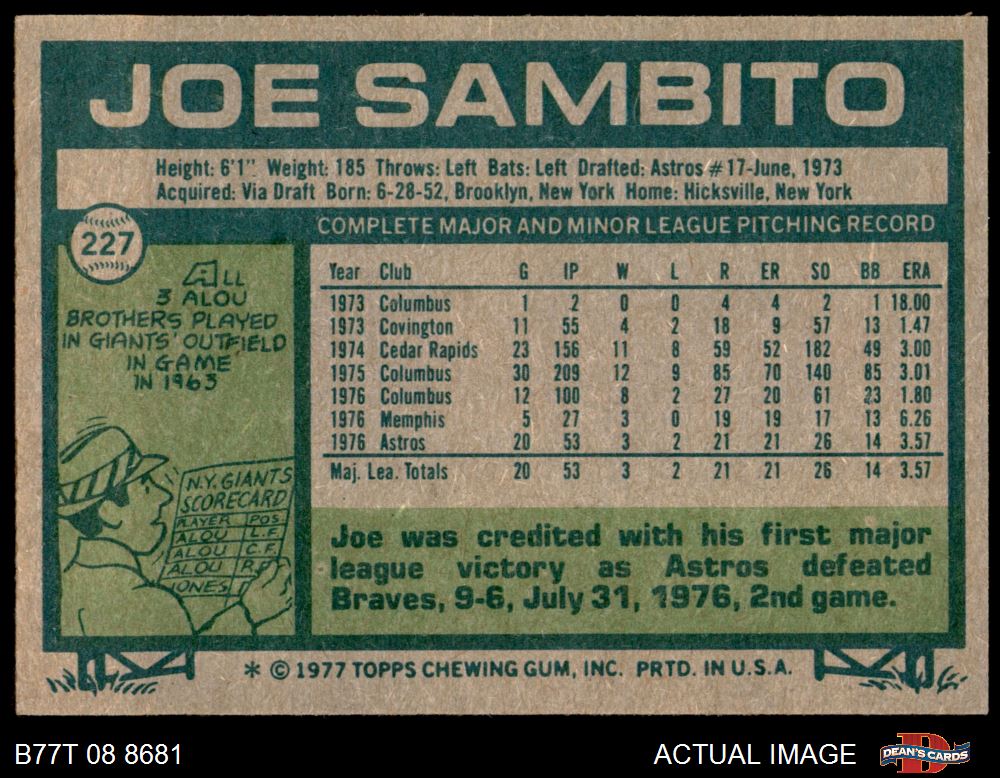 JOE SAMBITO
Height: 6'1" Weight: 185 Throws: Left Bats: Left Drafted: Astros #17-June, 1973
Acquired: Via Draft Born: 6-28-52, Brooklyn, New York Home: Hicksville, New York
227
COMPLETE MAJOR AND MINOR LEAGUE PITCHING RECORD
ALL
3 ALOU
BROTHERS PLAYED
IN GIANTS' OUTFIELD
IN GAME
IN 1963
N.Y. GIANTS
SCORECARD
PLAYER POS.
ALOU L.F.
ALOU C.F.
ALOU R.F.
JONES
Year Club G IP W L R ER SO BB ERA
1973 Columbus 1 2 0 0 4 4 2 1 18.00
1973 Covington 11 55 4 2 18 9 57 13 1.47
1974 Cedar Rapids 23 156 11 8 59 52 182 49 3.00
1975 Columbus 30 209 12 9 85 70 140 85 3.01
1976 Columbus 12 100 8 2 27 20 61 23 1.80
1976 Memphis 5 27 3 0 19 19 17 13 6.26
1976 Astros 20 53 3 2 21 21 26 14 3.57
Maj. Lea. Totals 20 53 3 2 21 21 26 14 3.57
Joe was credited with his first major
league victory as Astros defeated
Braves, 9-6, July 31, 1976, 2nd game.
* © 1977 TOPPS CHEWING GUM, INC. PRTD. IN U.S.A.
B77T 08 8681
ACTUAL IMAGE
DEAN'S CARDS